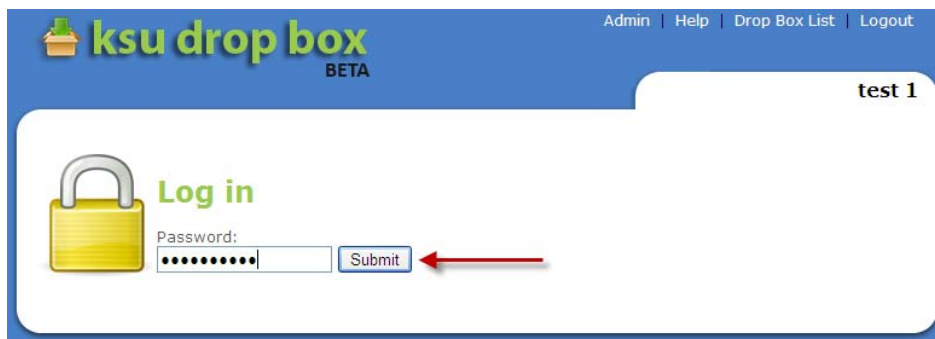 ksu drop box
BETA
Admin | Help | Drop Box List | Logout
test 1
Log in
Password:
••••••••••
Submit